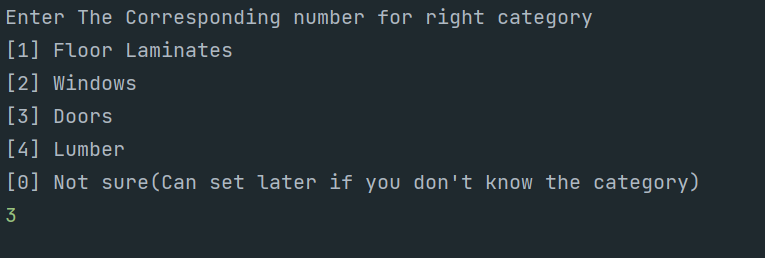 Enter The Corresponding number for right category
[1] Floor Laminates
[2] Windows
[3] Doors
[4] Lumber
[0] Not sure(Can set later if you don't know the category)
3